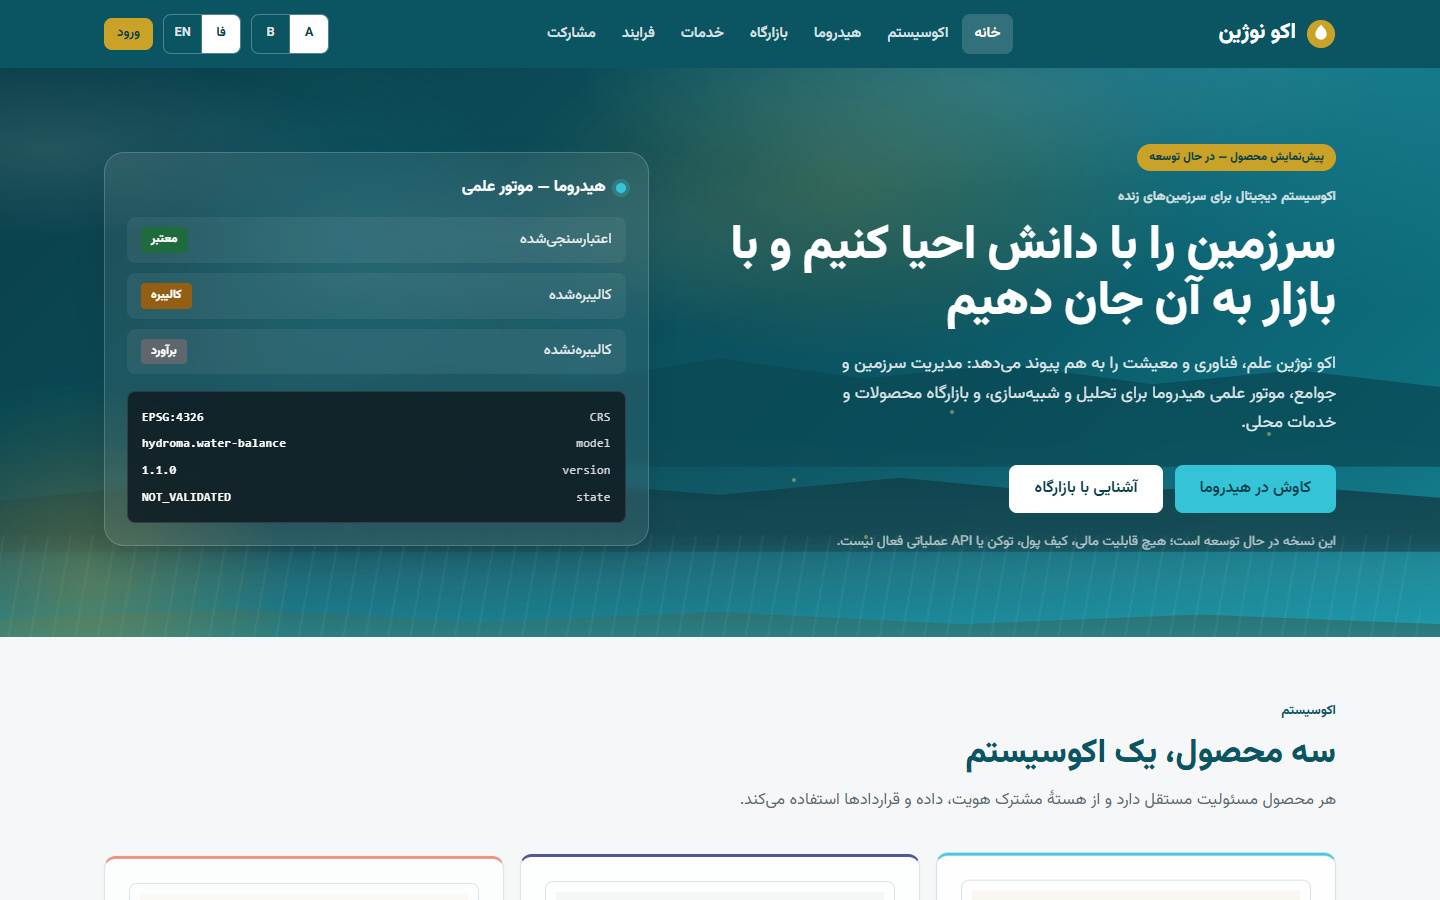 اکو نوژین
خانه
اکوسیستم
هیدروما
بازارگاه
خدمات
فرایند
مشارکت
A
B
فا
EN
ورود
پیش‌نمایش محصول — در حال توسعه
اکوسیستم دیجیتال برای سرزمین‌های زنده
سرزمین را با دانش احیا کنیم و با
بازار به آن جان دهیم
اکو نوژین علم، فناوری و معیشت را به هم پیوند می‌دهد: مدیریت سرزمین و
جوامع، موتور علمی هیدروما برای تحلیل و شبیه‌سازی، و بازارگاه محصولات و
خدمات محلی.
کاوش در هیدروما
آشنایی با بازارگاه
این نسخه در حال توسعه است؛ هیچ قابلیت مالی، کیف پول، توکن یا API عملیاتی فعال نیست.
هیدروما — موتور علمی
اعتبارسنجی‌شده
معتبر
کالیبره‌شده
کالیبره
کالیبره‌نشده
برآورد
CRS
EPSG:4326
model
hydroma.water-balance
version
1.1.0
state
NOT_VALIDATED
اکوسیستم
سه محصول، یک اکوسیستم
هر محصول مسئولیت مستقل دارد و از هستهٔ مشترک هویت، داده و قراردادها استفاده می‌کند.